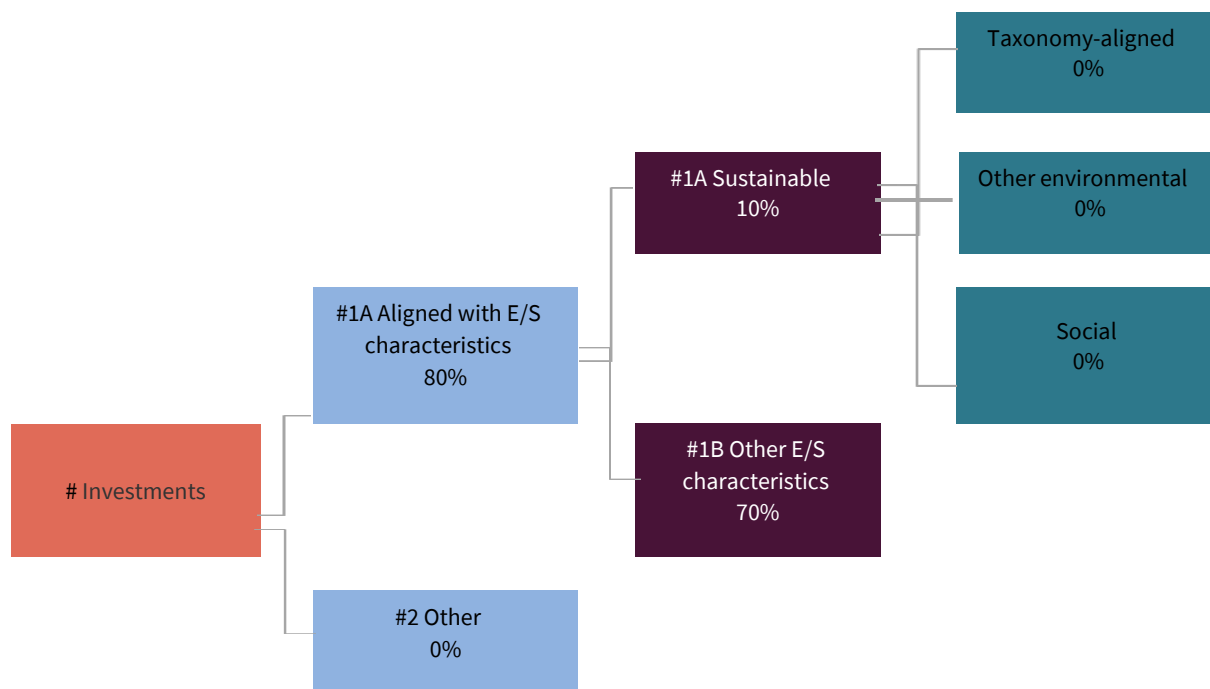 Taxonomy-aligned
0%
#1A Sustainable
10%
Other environmental
0%
#1A Aligned with E/S
characteristics
80%
Social
0%
# Investments
#1B Other E/S
characteristics
70%
#2 Other
0%